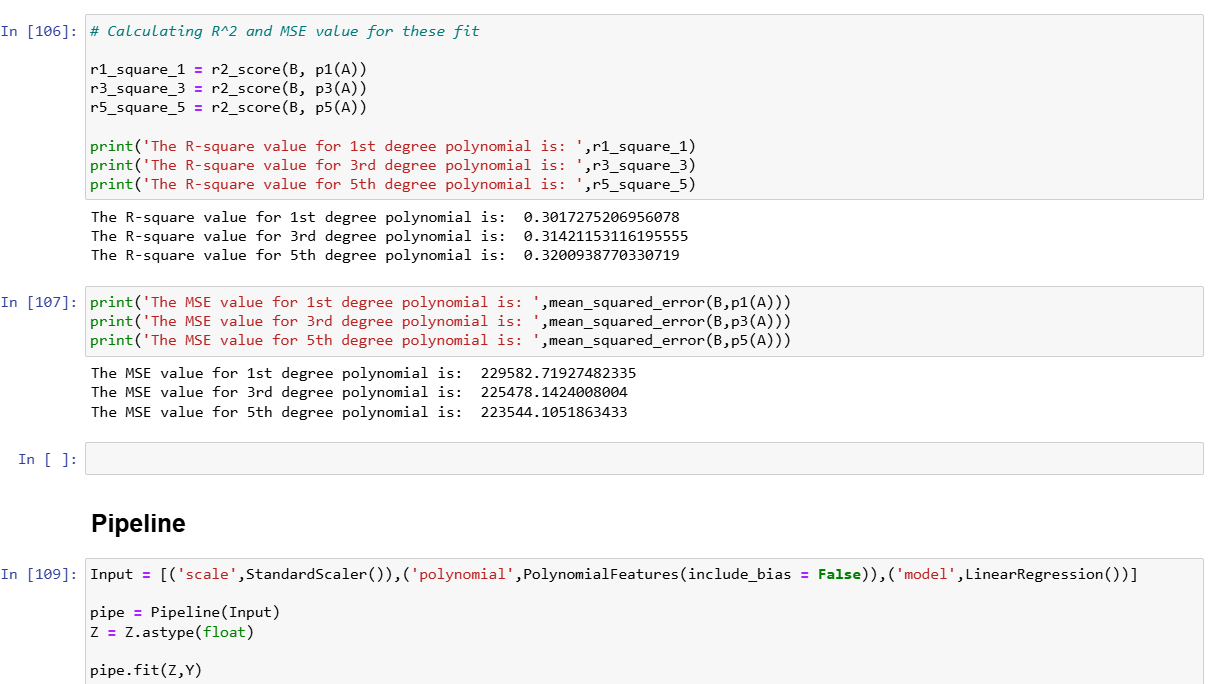 In [106]: # Calculating R^2 and MSE value for these fit
r1_square_1 = r2_score(B, p1(A))
r3_square_3 = r2_score(B, p3(A))
r5_square_5 = r2_score(B, p5(A))
print('The R-square value for 1st degree polynomial is: ',r1_square_1)
print('The R-square value for 3rd degree polynomial is: ',r3_square_3)
print('The R-square value for 5th degree polynomial is: ',r5_square_5)
The R-square value for 1st degree polynomial is:  0.3017275206956078
The R-square value for 3rd degree polynomial is:  0.31421153116195555
The R-square value for 5th degree polynomial is:  0.3200938770330719
In [107]: print('The MSE value for 1st degree polynomial is: ',mean_squared_error(B,p1(A)))
print('The MSE value for 3rd degree polynomial is: ',mean_squared_error(B,p3(A)))
print('The MSE value for 5th degree polynomial is: ',mean_squared_error(B,p5(A)))
The MSE value for 1st degree polynomial is:  229582.71927482335
The MSE value for 3rd degree polynomial is:  225478.1424008004
The MSE value for 5th degree polynomial is:  223544.1051863433
In [ ]:
Pipeline
In [109]: Input = [('scale',StandardScaler()),('polynomial',PolynomialFeatures(include_bias = False)),('model',LinearRegression())]
pipe = Pipeline(Input)
Z = Z.astype(float)
pipe.fit(Z,Y)